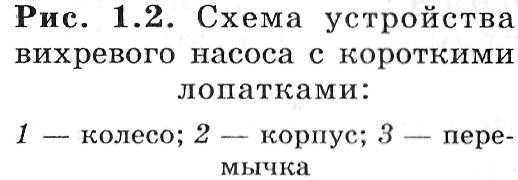 Рис. 1.2. Схема устройства
вихревого насоса с короткими
лопатками:
1 — колесо; 2 — корпус; 3 — пере-
мычка